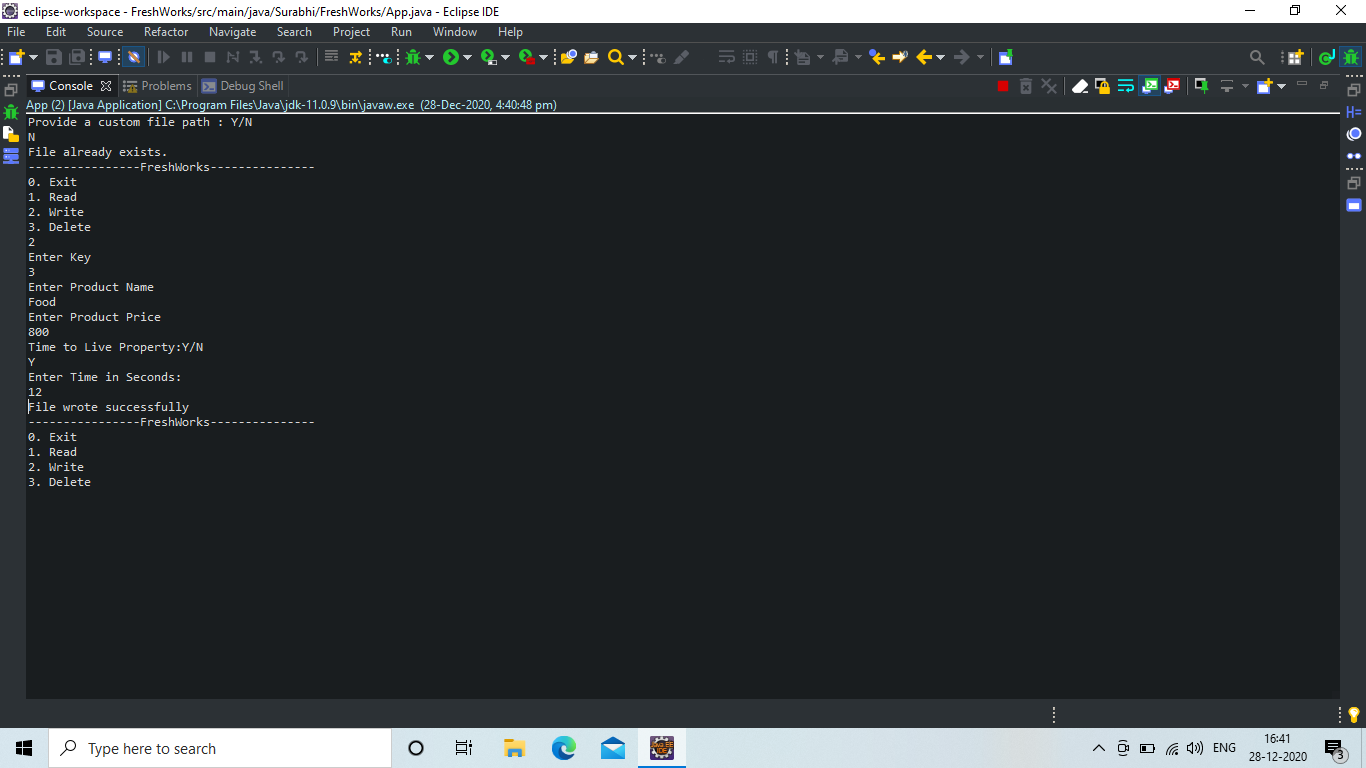 eclipse-workspace - FreshWorks/src/main/java/Surabhi/FreshWorks/App.java - Eclipse IDE
File Edit Source Refactor Navigate Search Project Run Window Help
Console Problems Debug Shell
App (2) [Java Application] C:\Program Files\Java\jdk-11.0.9\bin\javaw.exe (28-Dec-2020, 4:40:48 pm)
Provide a custom file path : Y/N
N
File already exists.
----------------FreshWorks---------------
0. Exit
1. Read
2. Write
3. Delete
2
Enter Key
3
Enter Product Name
Food
Enter Product Price
800
Time to Live Property:Y/N
Y
Enter Time in Seconds:
12
File wrote successfully
----------------FreshWorks---------------
0. Exit
1. Read
2. Write
3. Delete
Type here to search
ENG
16:41
28-12-2020
3